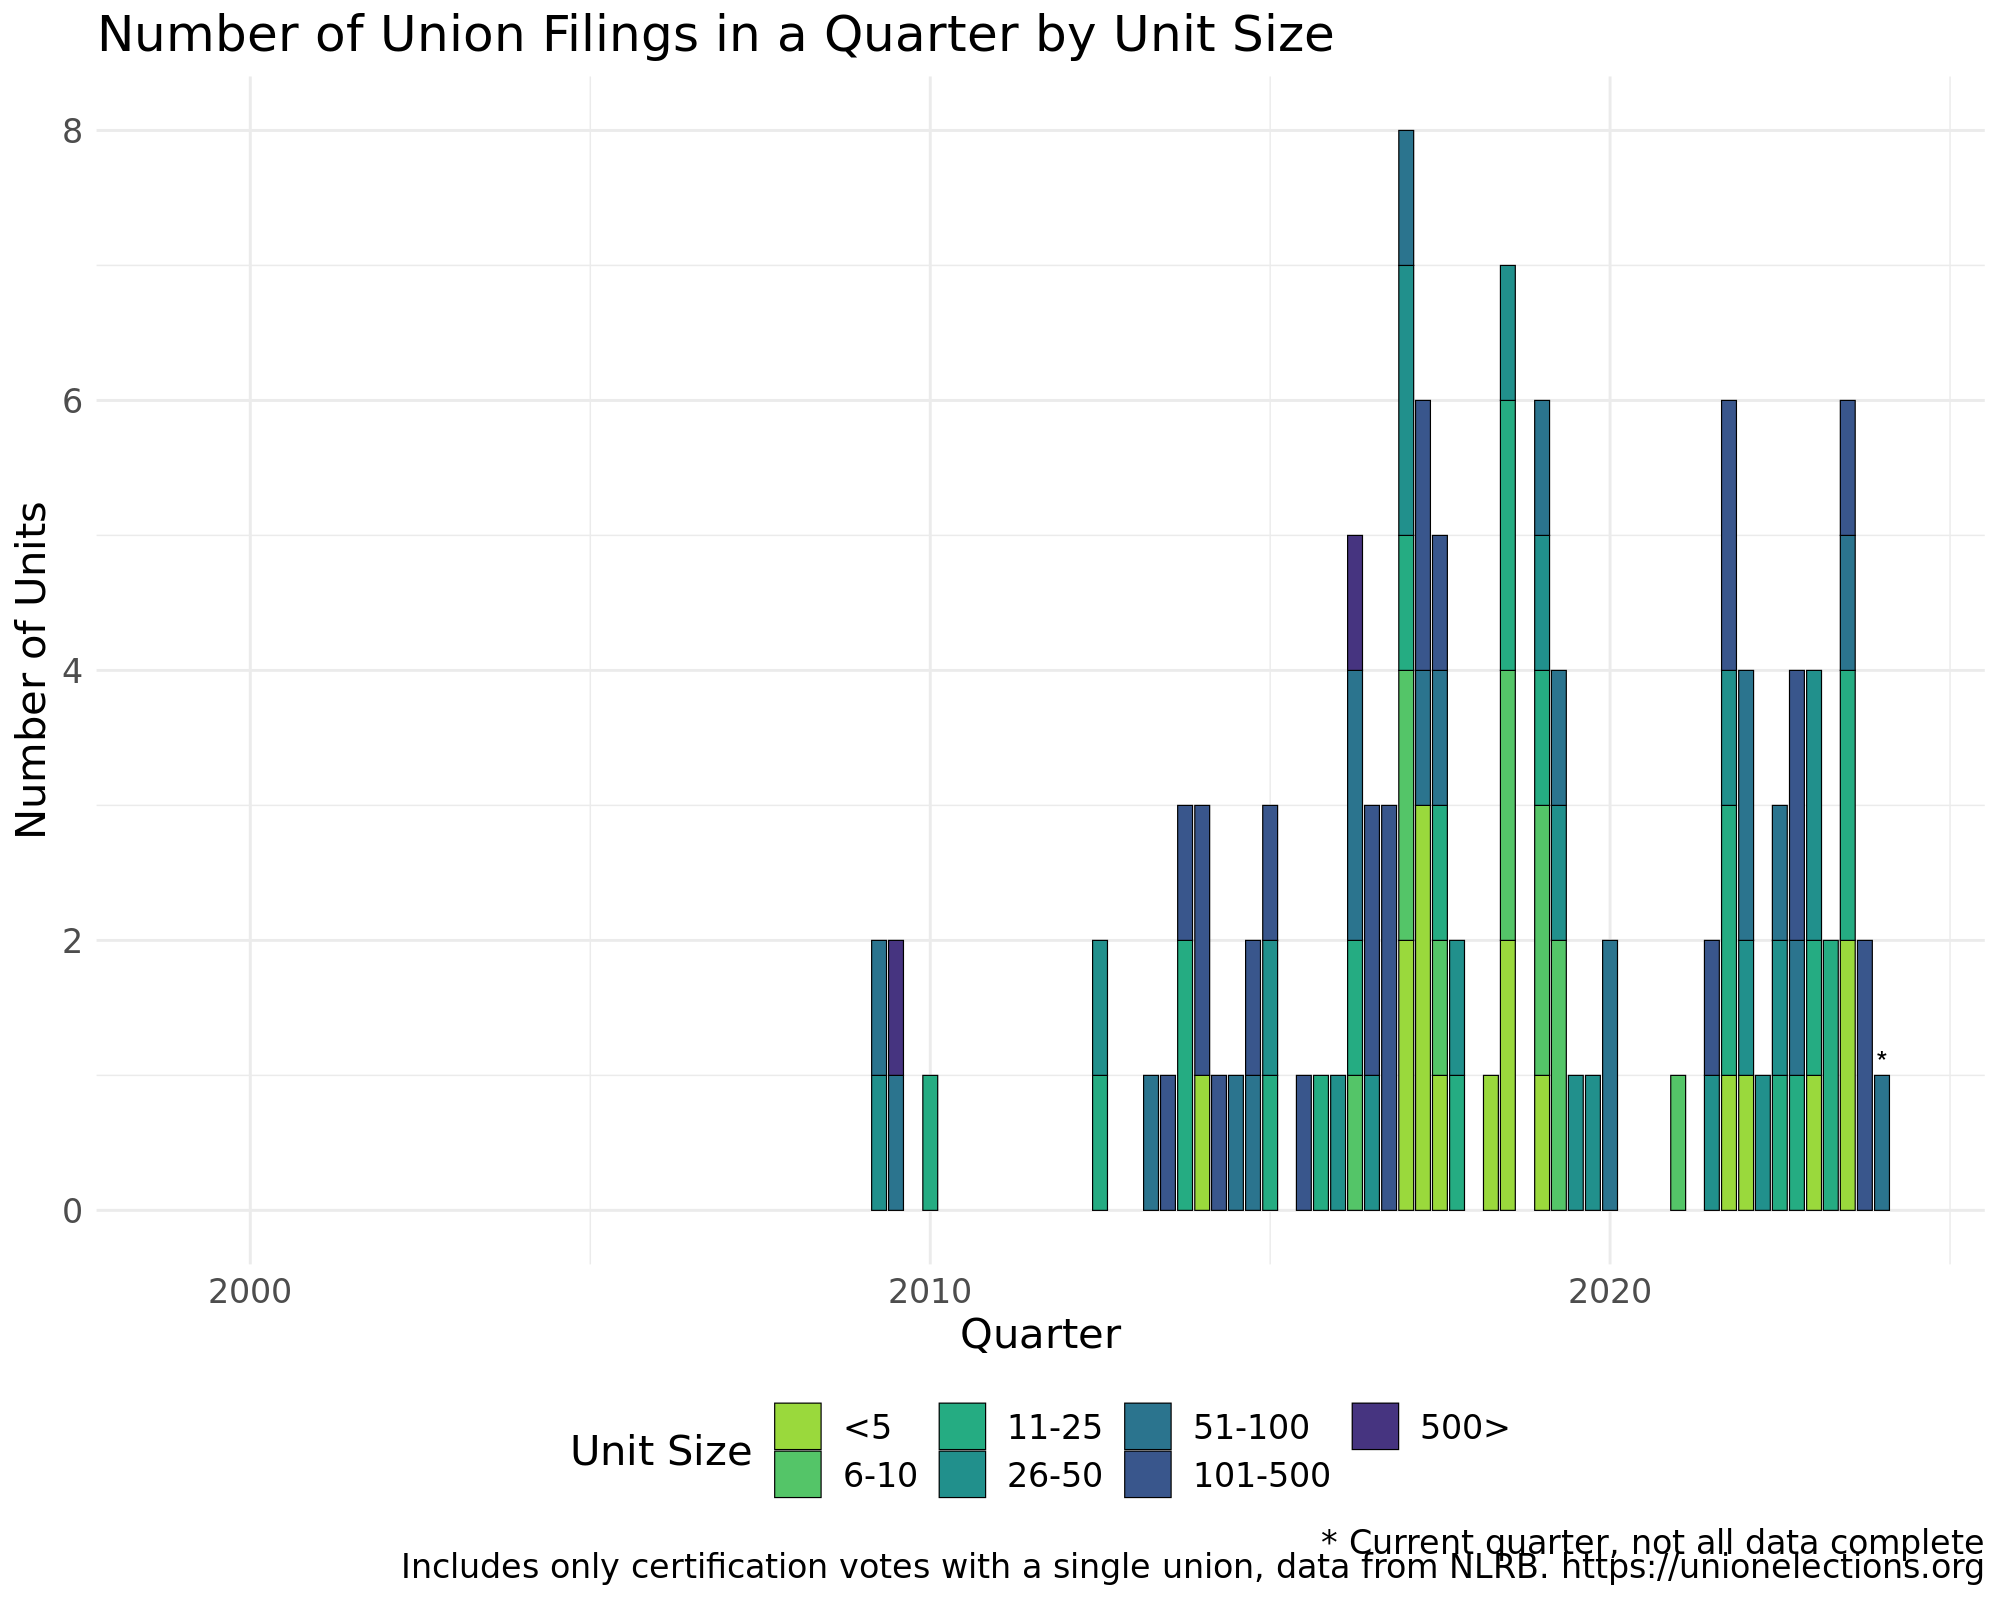 Number of Union Filings in a Quarter by Unit Size
Number of Units
8
6
4
2
0
*
2000 2010 2020
Quarter
Unit Size
<5 11-25 51-100 500>
6-10 26-50 101-500
* Current quarter, not all data complete
Includes only certification votes with a single union, data from NLRB. https://unionelections.org